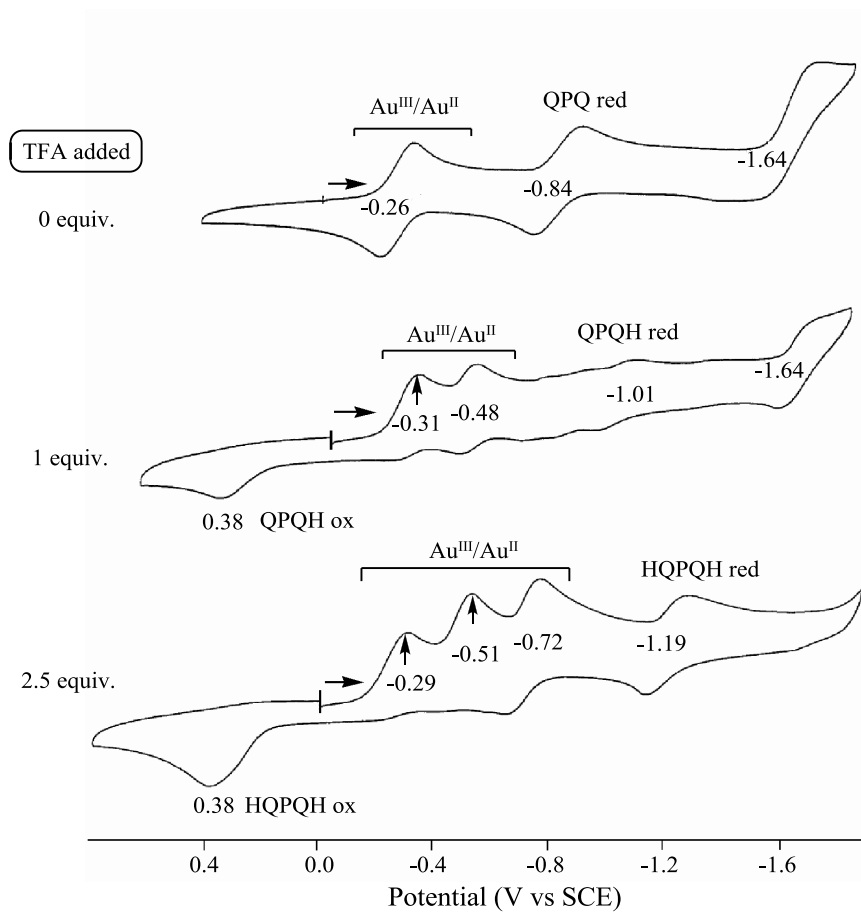 Au^III/Au^II
QPQ red
TFA added
-1.64
-0.26
-0.84
0 equiv.
Au^III/Au^II
QPQH red
-1.64
-1.01
-0.31
-0.48
1 equiv.
0.38 QPQH ox
Au^III/Au^II
HQPQH red
-0.72
-1.19
-0.51
2.5 equiv.
-0.29
0.38 HQPQH ox
0.4 0.0 -0.4 -0.8 -1.2 -1.6
Potential (V vs SCE)